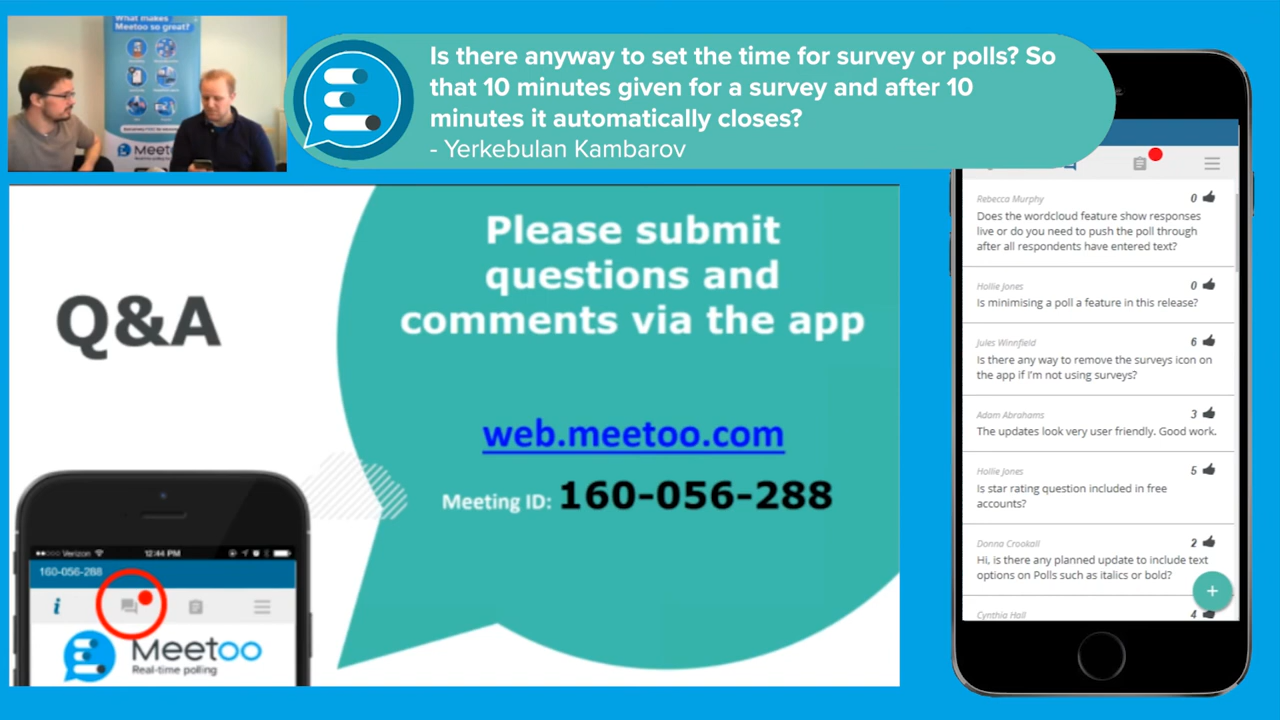 What makes
Meetoo so great?
Meetoo
Is there anyway to set the time for survey or polls? So
that 10 minutes given for a survey and after 10
minutes it automatically closes?
- Yerkebulan Kambarov
Q&A
Please submit
questions and
comments via the app
web.meetoo.com
Meeting ID: 160-056-288
Verizon 12:44 PM
160-056-288
i
Meetoo
Real-time polling
Rebecca Murphy 0
Does the wordcloud feature show responses
live or do you need to push the poll through
after all respondents have entered text?
Hollie Jones 0
Is minimising a poll a feature in this release?
Jules Winnfield 6
Is there any way to remove the surveys icon on
the app if I'm not using surveys?
Adam Abrahams 3
The updates look very user friendly. Good work.
Hollie Jones 5
Is star rating question included in free
accounts?
Donna Crookall 2
Hi, is there any planned update to include text
options on Polls such as italics or bold?
Cynthia Hall 4
+